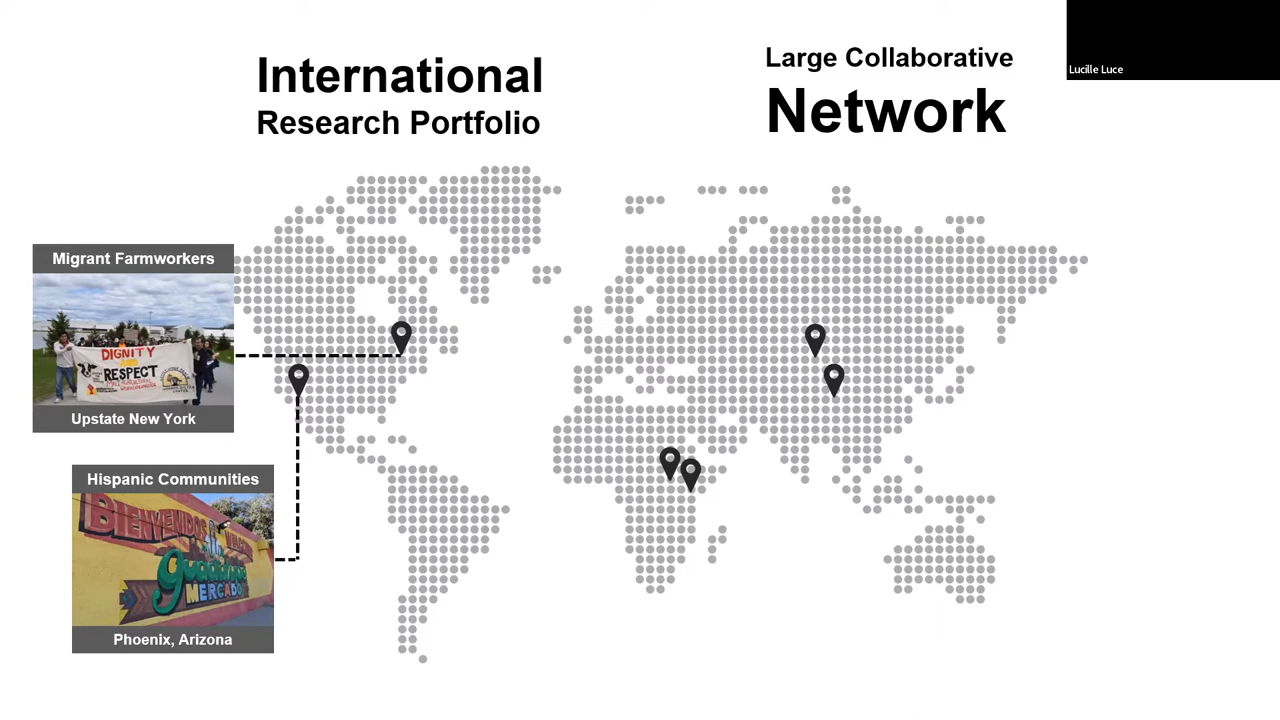 International
Research Portfolio
Large Collaborative
Network
Lucille Luce
Migrant Farmworkers
DIGNITY
RESPECT
Upstate New York
Hispanic Communities
BIENVENIDOS
MERCADO
Phoenix, Arizona